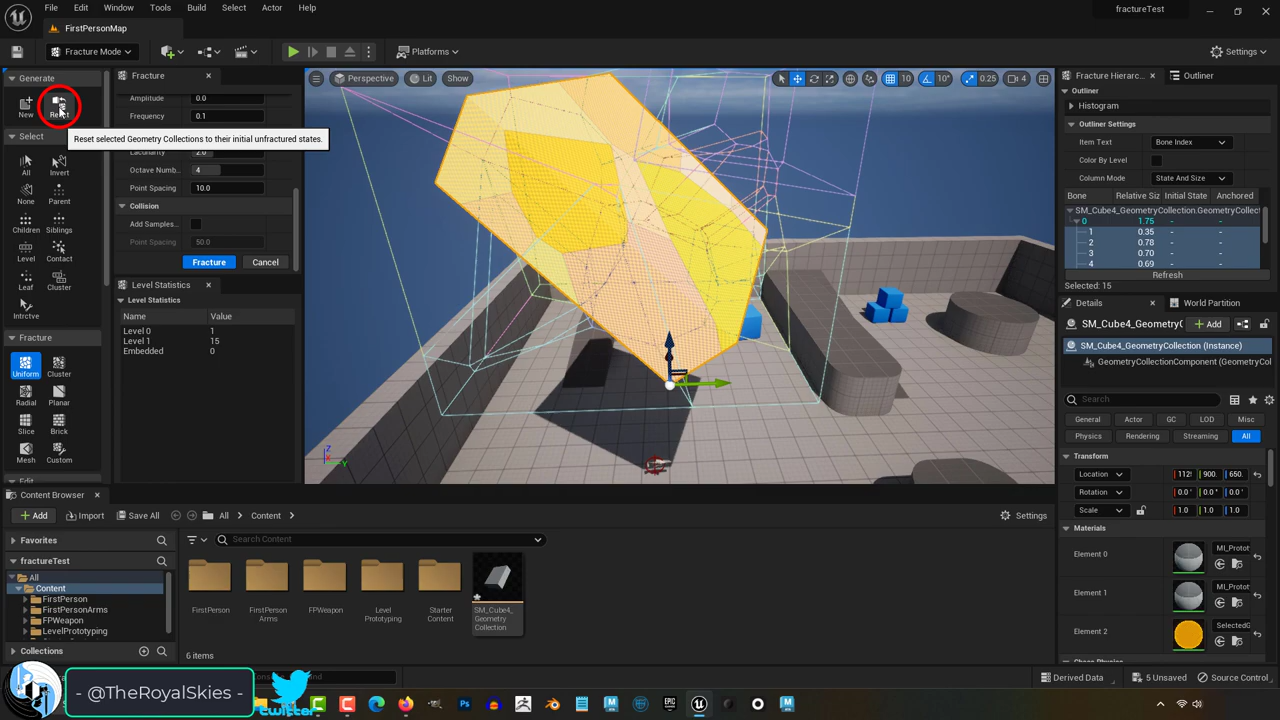 File Edit Window Tools Build Select Actor Help
fractureTest
FirstPersonMap
Fracture Mode
Platforms
Settings
Generate
New
Select
All Invert
None Parent
Children Siblings
Level Contact
Leaf Cluster
Intrctve
Fracture
Uniform Cluster
Radial Planar
Slice Brick
Mesh Custom
Fracture
Amplitude 0.0
Frequency 0.1
Reset selected Geometry Collections to their initial unfractured states.
Octave Numb... 4
Point Spacing 10.0
Collision
Add Samples...
Point Spacing 50.0
Fracture Cancel
Level Statistics
Level Statistics
Name Value
Level 0 1
Level 1 15
Embedded 0
Perspective Lit Show
10 10° 0.25 4
Fracture Hierarc... Outliner
Outliner
Histogram
Outliner Settings
Item Text Bone Index
Color By Level
Column Mode State And Size
Bone Relative Siz Initial State Anchored
SM_Cube4_GeometryCollection.GeometryCollect
0 1.75 - -
1 0.35 - -
2 0.78 - -
3 0.70 - -
4 0.69 - -
Refresh
Selected: 15
Details World Partition
SM_Cube4_GeometryC Add
SM_Cube4_GeometryCollection (Instance)
GeometryCollectionComponent (GeometryCol
Search
General Actor GC LOD Misc
Physics Rendering Streaming All
Transform
Location 112! 900. 650.
Rotation 0.0° 0.0° 0.0°
Scale 1.0 1.0 1.0
Materials
Element 0 MI_Protot
Element 1 MI_Protot
Element 2 SelectedG
Content Browser
Add Import Save All All Content Settings
Favorites
Search Content
fractureTest
All
Content
FirstPerson
FirstPersonArms
FPWeapon
LevelPrototyping
Collections
FirstPerson
FirstPerson
Arms
FPWeapon
Level
Prototyping
Starter
Content
SM_Cube4_
Geometry
Collection
6 items
Derived Data 5 Unsaved Source Control
- @TheRoyalSkies -
twitter